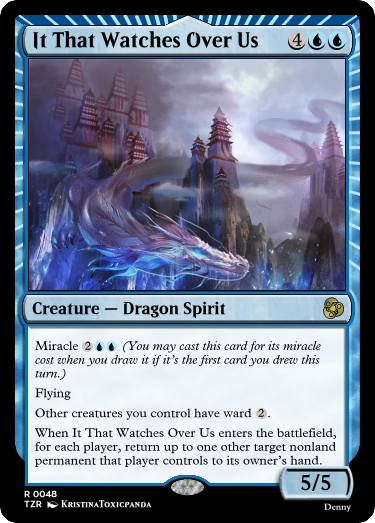 It That Watches Over Us 4
Creature — Dragon Spirit
Miracle 2 (You may cast this card for its miracle
cost when you draw it if it's the first card you drew this
turn.)
Flying
Other creatures you control have ward 2.
When It That Watches Over Us enters the battlefield,
for each player, return up to one other target nonland
permanent that player controls to its owner's hand.
5/5
R 0048
TZR KristinaToxicpanda
Denny